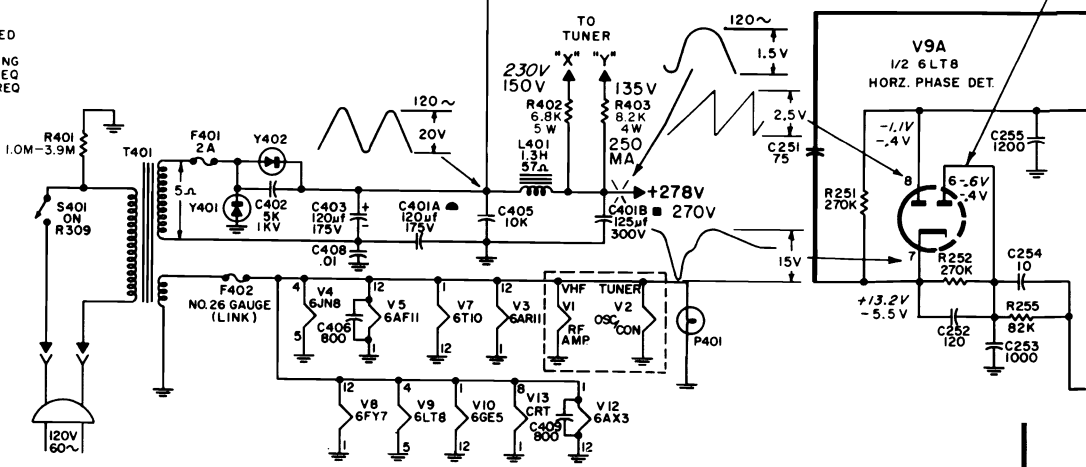 ED
NG
EQ
REQ
R401
1.0M–3.9M
S401
ON
R309
T401
F401
2A
5Ω
Y401
Y402
C402
5K
1KV
120~
20V
C403
120µf
175V
+
–
C401A
120µf
175V
C408
.01
C405
10K
TO
TUNER
"X" "Y"
230V
150V
135V
R402
6.8K
5W
R403
8.2K
4W
L401
1.3H
57Ω
250
MA
+278V
270V
C401B
125µf
300V
120~
1.5V
2.5V
15V
C251
75
V9A
1/2 6LT8
HORZ. PHASE DET.
-1.1V
-.4V
8
6 -.6V
-.4V
7
R251
270K
R252
270K
C255
1200
C254
10
R255
82K
C252
120
C253
1000
+13.2V
-5.5V
F402
NO.26 GAUGE
(LINK)
4
V4
6JN8
5
12
V5
6AF11
C406
800
1
1
V7
6T10
12
12
V3
6AR11
1
VHF TUNER
V1
RF
AMP
V2
OSC/CON
P401
12
V8
6FY7
1
4
V9
6LT8
5
1
V10
6GE5
12
8
V13
CRT
1
C409
800
1
V12
6AX3
12
120V
60~